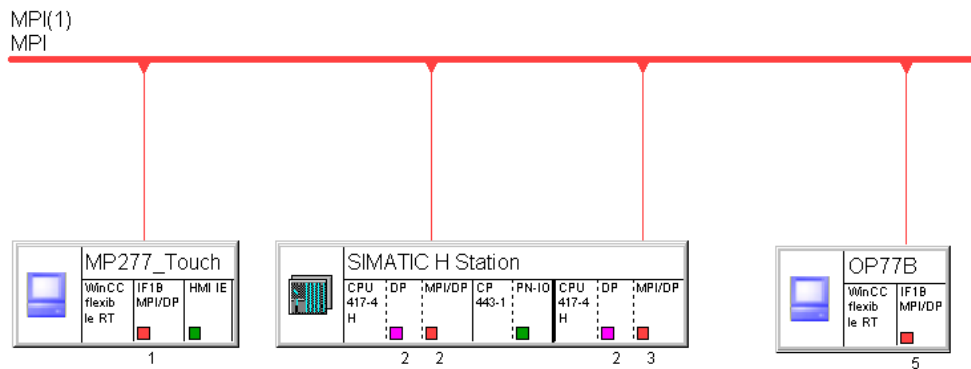 MPI(1)
MPI
MP277_Touch
WinCC flexib le RT
IF1B MPI/DP
HMI IE
1
SIMATIC H Station
CPU 417-4 H
DP
MPI/DP
CP 443-1
PN-IO
CPU 417-4 H
DP
MPI/DP
2
2
2
3
OP77B
WinCC flexib le RT
IF1B MPI/DP
5